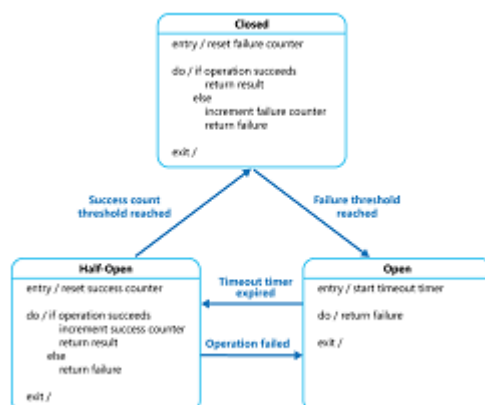 Closed
entry / reset failure counter
do / if operation succeeds
return result
else
increment failure counter
return failure
exit /
Success count
threshold reached
Failure threshold
reached
Half-Open
entry / reset success counter
do / if operation succeeds
increment success counter
return result
else
return failure
exit /
Timeout timer
expired
Operation failed
Open
entry / start timeout timer
do / return failure
exit /